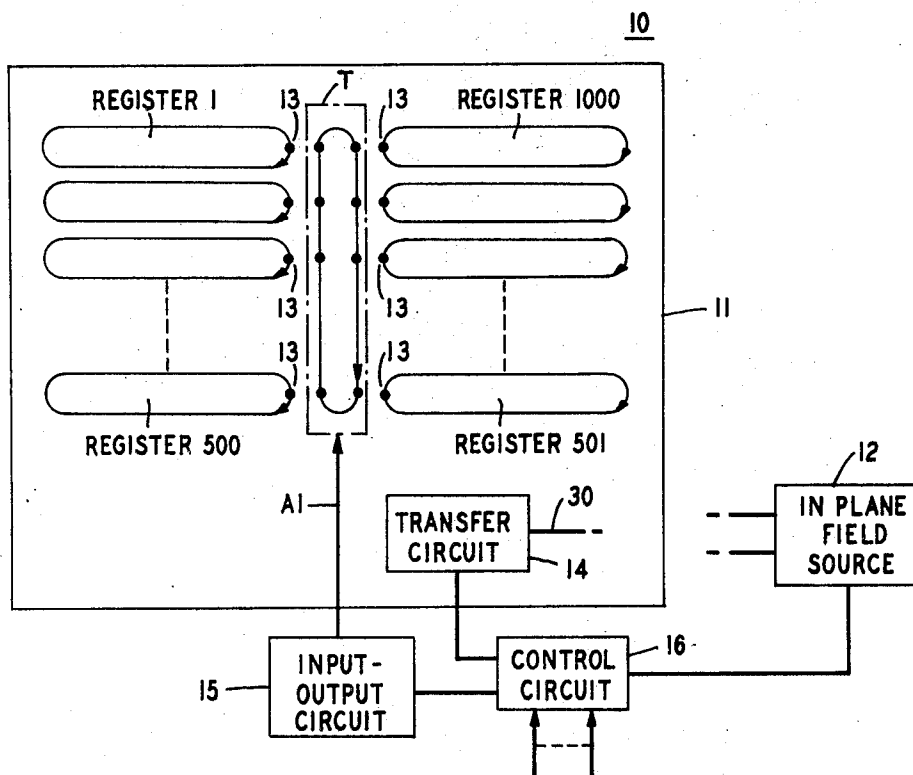 10
T
REGISTER 1
13
13
REGISTER 1000
13
13
11
13
13
REGISTER 500
REGISTER 501
A1
TRANSFER
CIRCUIT
30
14
12
IN PLANE
FIELD
SOURCE
15
INPUT-
OUTPUT
CIRCUIT
CONTROL
CIRCUIT
16